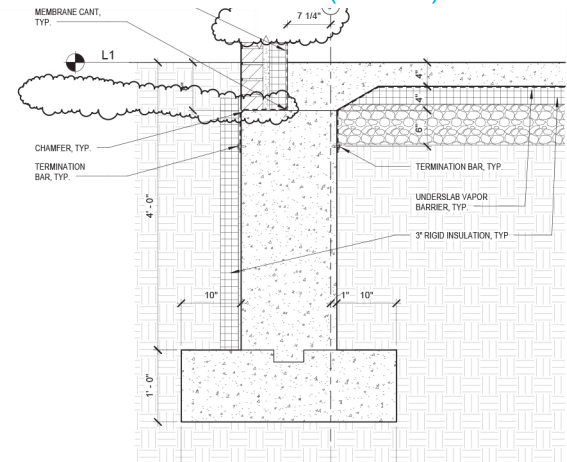 MEMBRANE CANT,
TYP.
7 1/4"
L1
4"
4"
6"
CHAMFER, TYP.
TERMINATION
BAR, TYP.
TERMINATION BAR, TYP.
UNDERSLAB VAPOR
BARRIER, TYP.
3" RIGID INSULATION, TYP
4' - 0"
10"
1"
10"
1' - 0"